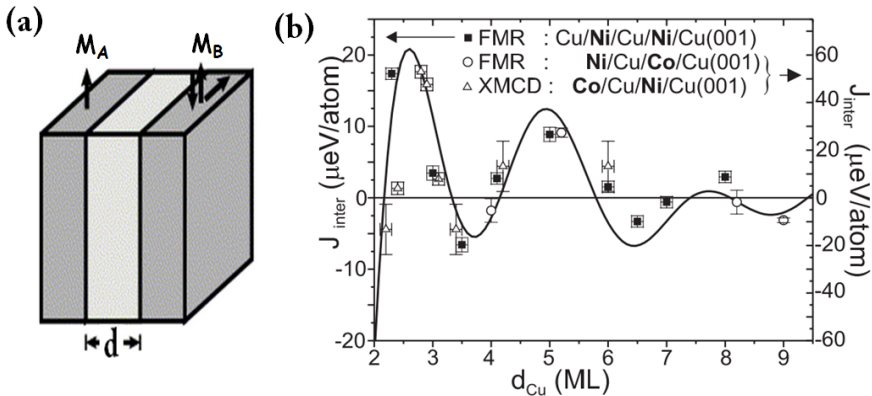 (a)
M_A M_B
d
(b)
FMR : Cu/Ni/Cu/Ni/Cu(001)
FMR : Ni/Cu/Co/Cu(001)
XMCD : Co/Cu/Ni/Cu(001)
J_inter (µeV/atom)
20
10
0
-10
-20
J_inter (µeV/atom)
60
40
20
0
-20
-40
-60
2 3 4 5 6 7 8 9
d_Cu (ML)